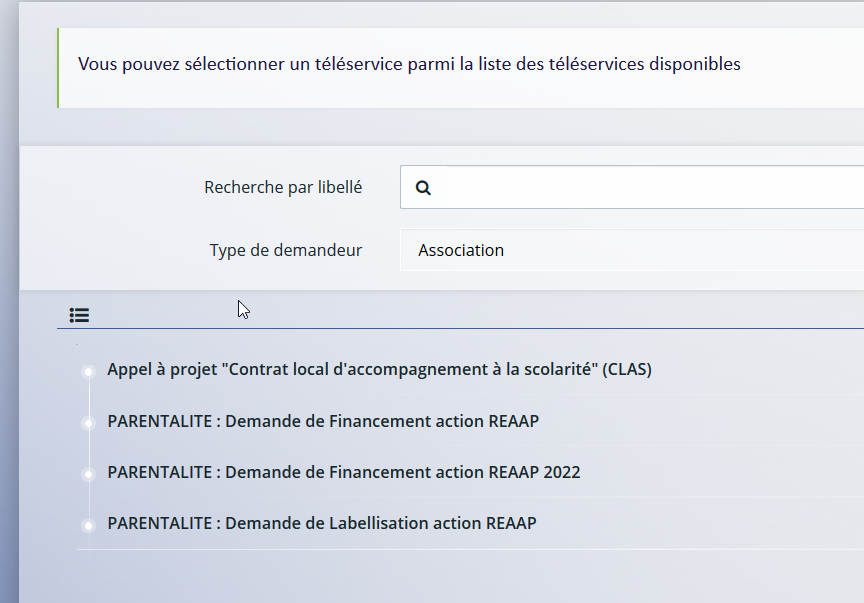 Vous pouvez sélectionner un téléservice parmi la liste des téléservices disponibles
Recherche par libellé
Type de demandeur
Association
Appel à projet "Contrat local d'accompagnement à la scolarité" (CLAS)
PARENTALITE : Demande de Financement action REAAP
PARENTALITE : Demande de Financement action REAAP 2022
PARENTALITE : Demande de Labellisation action REAAP